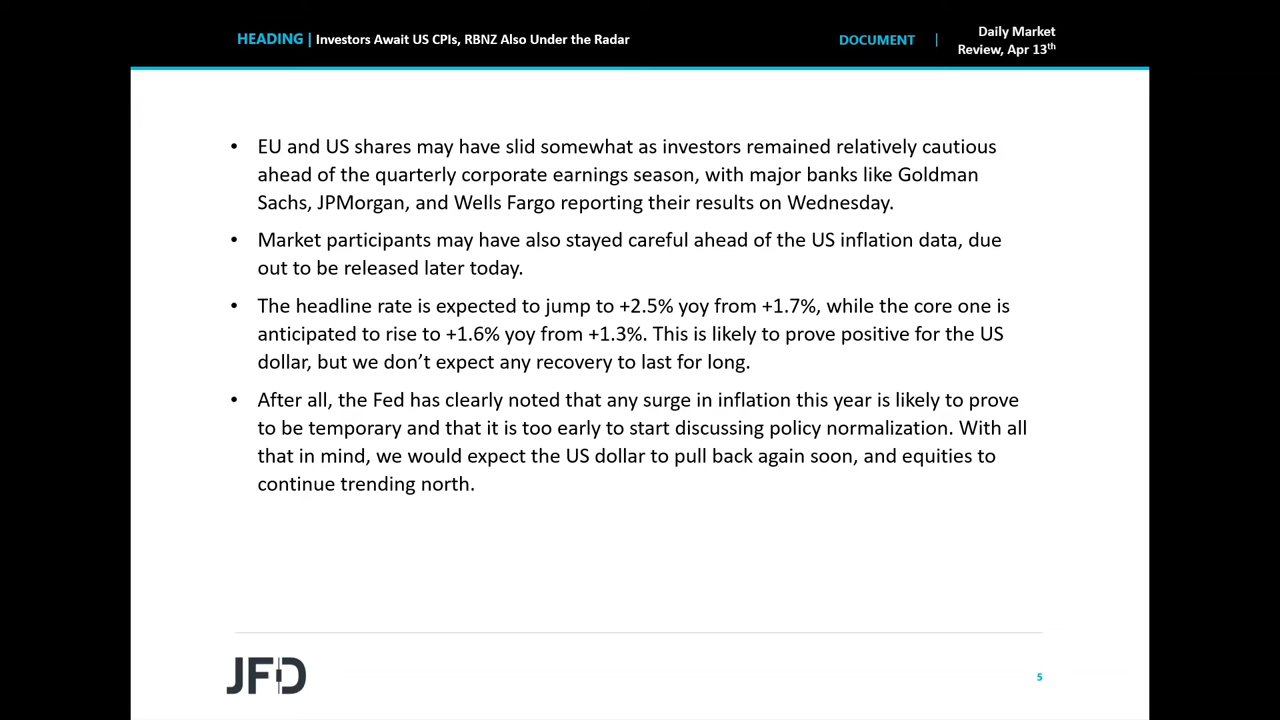 HEADING | Investors Await US CPIs, RBNZ Also Under the Radar
DOCUMENT | Daily Market
Review, Apr 13th
• EU and US shares may have slid somewhat as investors remained relatively cautious
ahead of the quarterly corporate earnings season, with major banks like Goldman
Sachs, JPMorgan, and Wells Fargo reporting their results on Wednesday.
• Market participants may have also stayed careful ahead of the US inflation data, due
out to be released later today.
• The headline rate is expected to jump to +2.5% yoy from +1.7%, while the core one is
anticipated to rise to +1.6% yoy from +1.3%. This is likely to prove positive for the US
dollar, but we don’t expect any recovery to last for long.
• After all, the Fed has clearly noted that any surge in inflation this year is likely to prove
to be temporary and that it is too early to start discussing policy normalization. With all
that in mind, we would expect the US dollar to pull back again soon, and equities to
continue trending north.
JFD
5